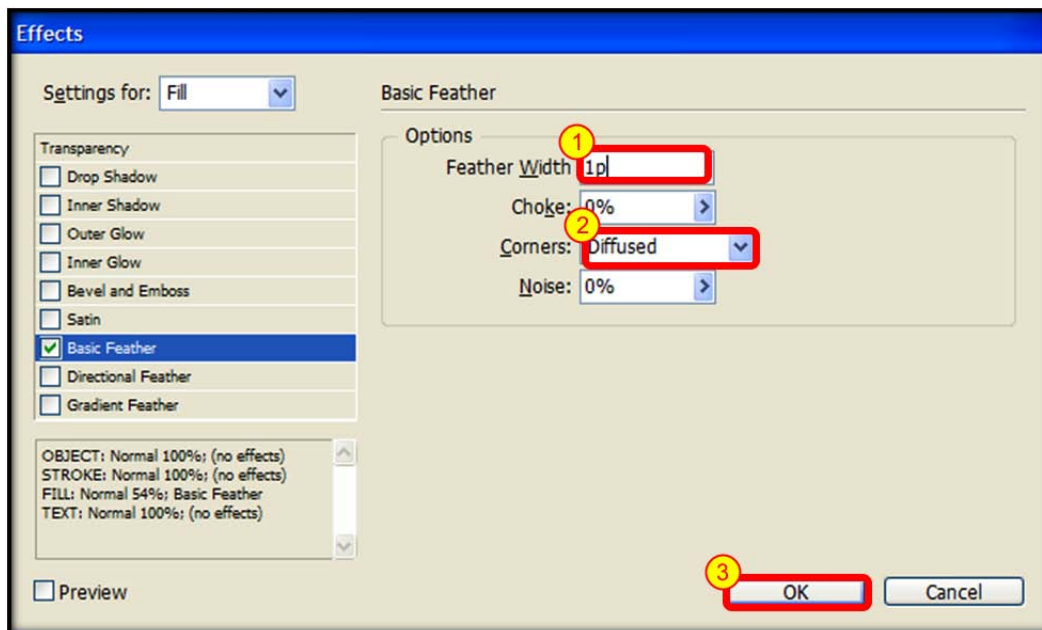 Effects
Settings for: Fill
Transparency
Drop Shadow
Inner Shadow
Outer Glow
Inner Glow
Bevel and Emboss
Satin
Basic Feather
Directional Feather
Gradient Feather
OBJECT: Normal 100%; (no effects)
STROKE: Normal 100%; (no effects)
FILL: Normal 54%; Basic Feather
TEXT: Normal 100%; (no effects)
Preview
Basic Feather
Options
1
Feather Width 1p
Choke: 0%
2
Corners: Diffused
Noise: 0%
3
OK
Cancel